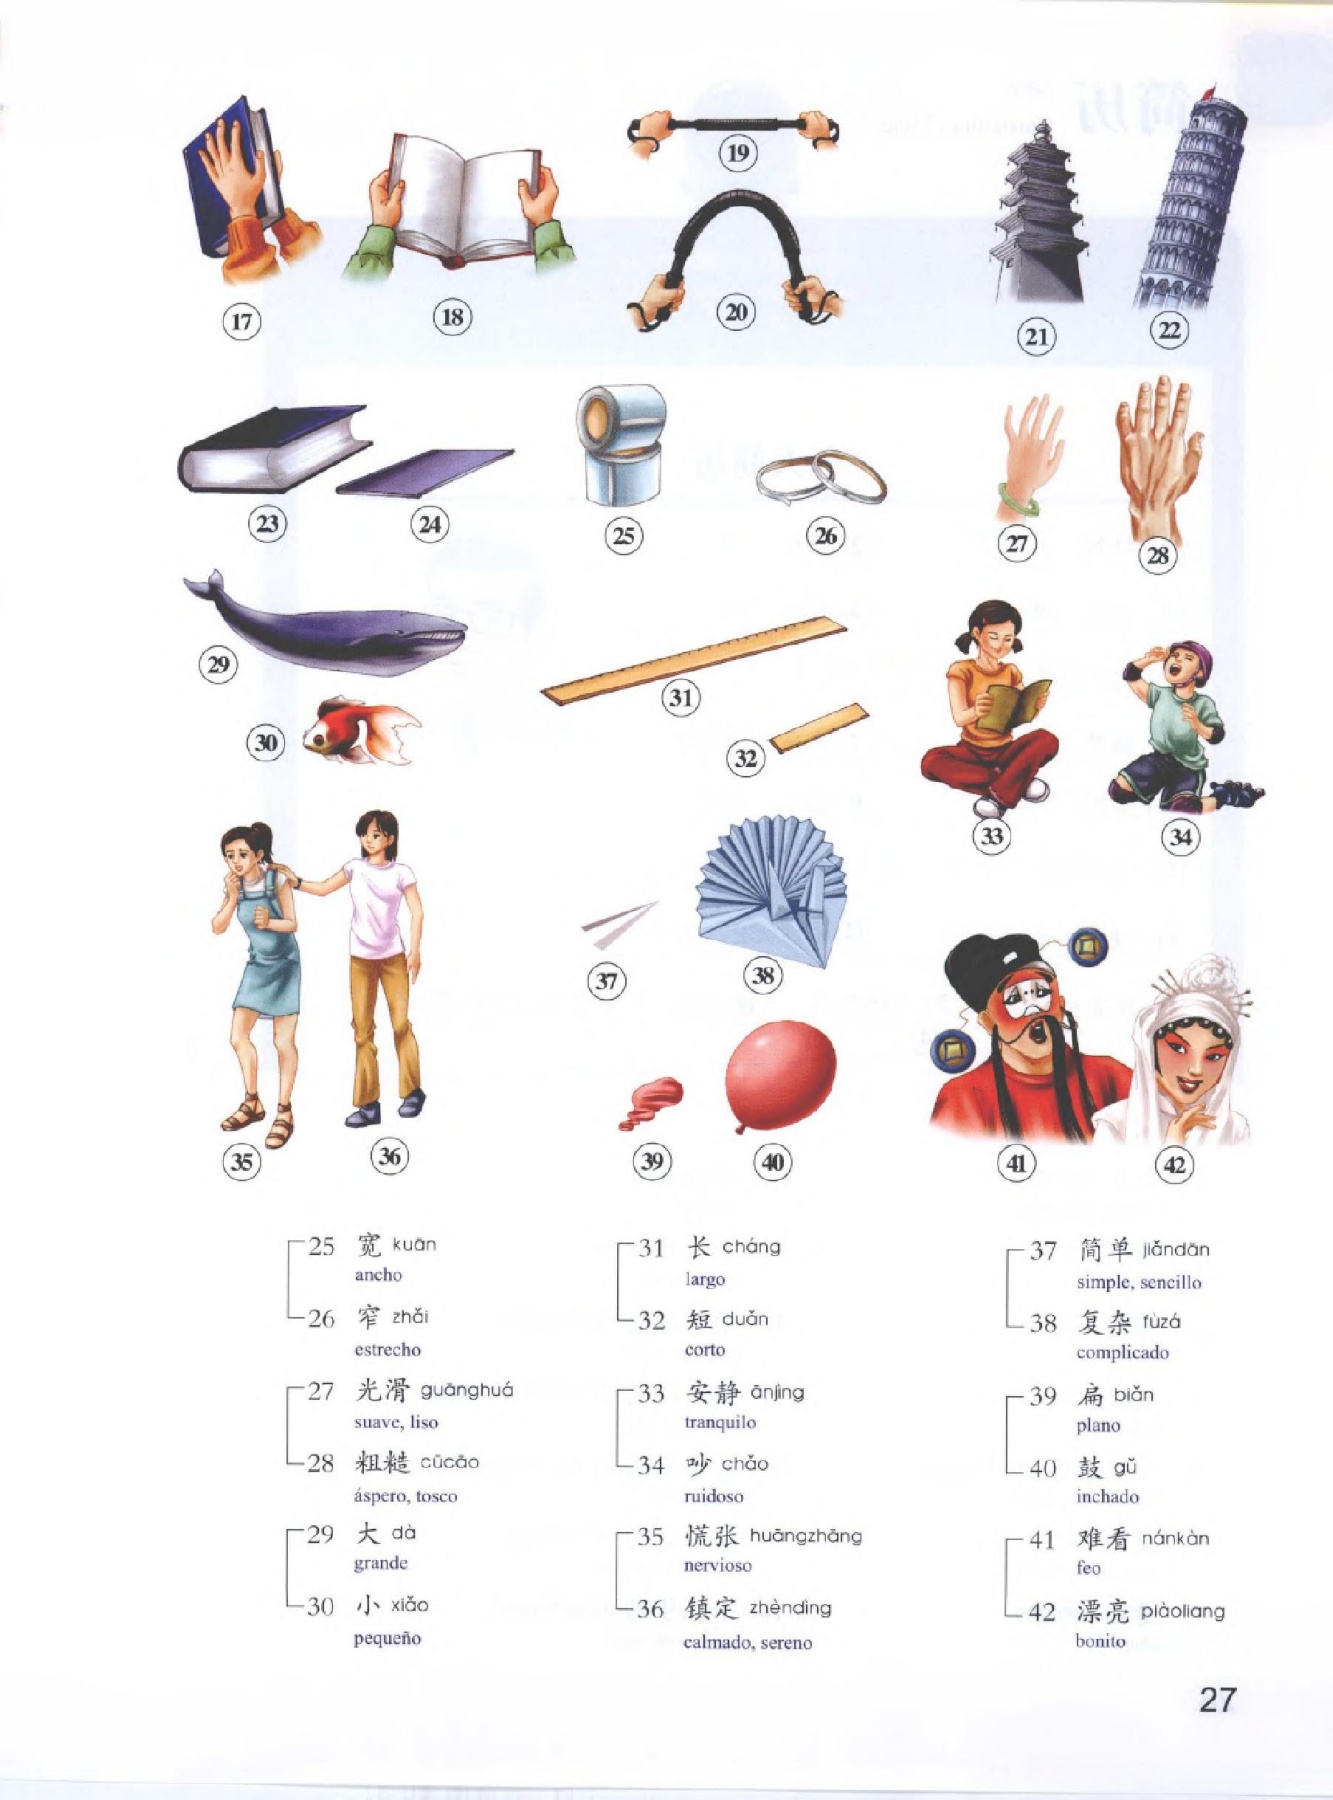 17
18
19
20
21
22
23
24
25
26
27
28
29
30
31
32
33
34
35
36
37
38
39
40
41
42
25 宽 kuān
ancho
26 窄 zhǎi
estrecho
27 光滑 guānghuá
suave, liso
28 粗糙 cūcāo
áspero, tosco
29 大 dà
grande
30 小 xiǎo
pequeño
31 长 cháng
largo
32 短 duǎn
corto
33 安静 ānjìng
tranquilo
34 吵 chǎo
ruidoso
35 慌张 huāngzhāng
nervioso
36 镇定 zhèndìng
calmado, sereno
37 简单 jiǎndān
simple, sencillo
38 复杂 fùzá
complicado
39 扁 biǎn
plano
40 鼓 gǔ
inchado
41 难看 nánkàn
feo
42 漂亮 piàoliang
bonito
27